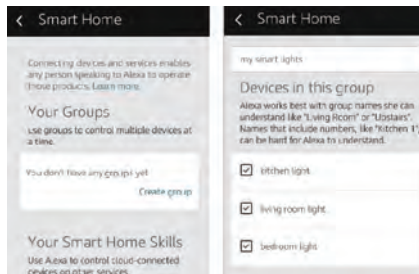 Smart Home
Connecting devices and services enables
any person speaking to Alexa to operate
those products. Learn more.
Your Groups
Use groups to control multiple devices at
a time.
You don't have any groups yet
Create group
Your Smart Home Skills
Use Alexa to control cloud-connected
devices on other services
Smart Home
my smart lights
Devices in this group
Alexa works best with group names she can
understand like "Living Room" or "Upstairs".
Names that include numbers, like "Kitchen 1",
can be hard for Alexa to understand.
kitchen light
living room light
bedroom light